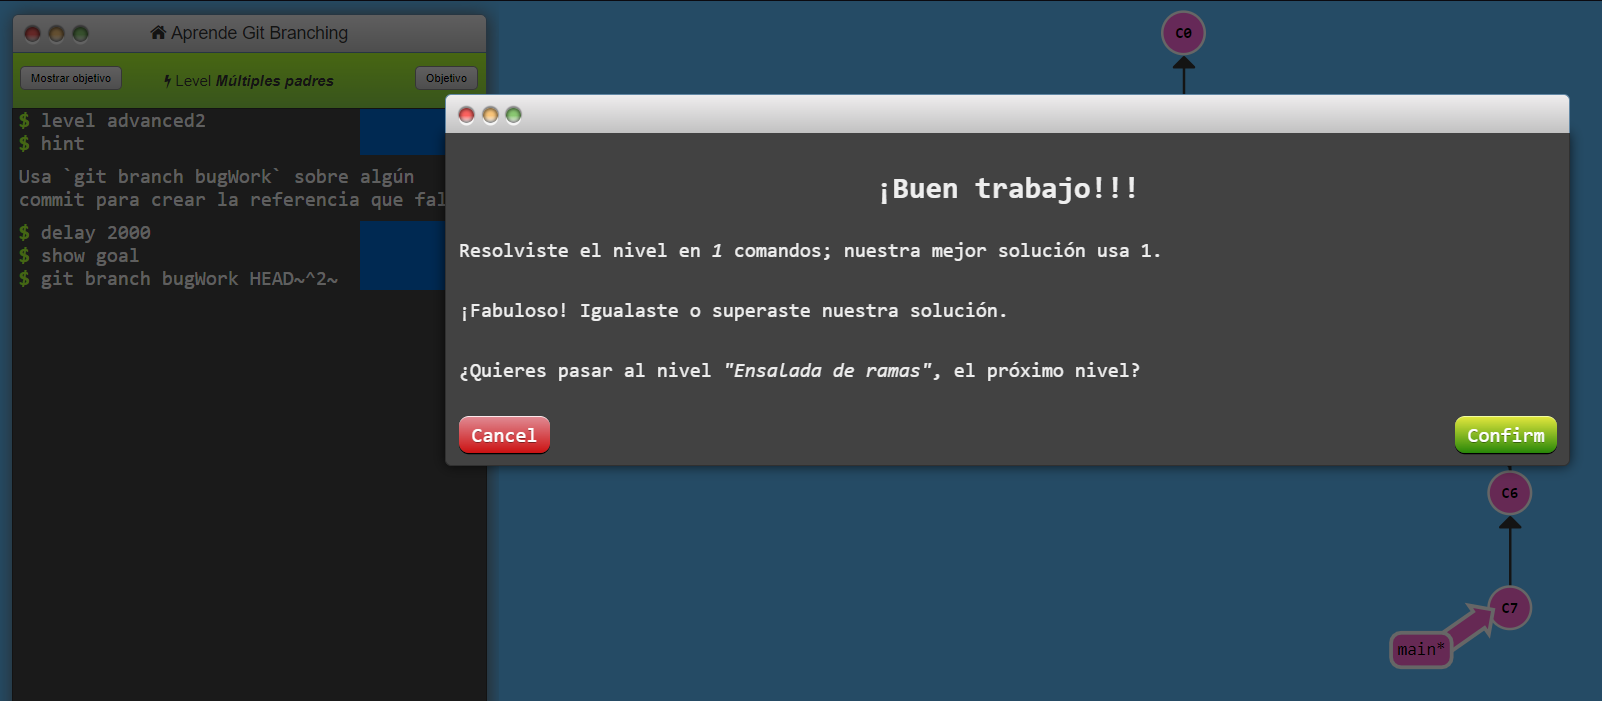 Aprende Git Branching
Mostrar objetivo
Level Múltiples padres
Objetivo
$ level advanced2
$ hint
Usa `git branch bugWork` sobre algún
commit para crear la referencia que fal
$ delay 2000
$ show goal
$ git branch bugWork HEAD~^2~
C0
¡Buen trabajo!!!
Resolviste el nivel en 1 comandos; nuestra mejor solución usa 1.
¡Fabuloso! Igualaste o superaste nuestra solución.
¿Quieres pasar al nivel "Ensalada de ramas", el próximo nivel?
Cancel
Confirm
C6
C7
main*